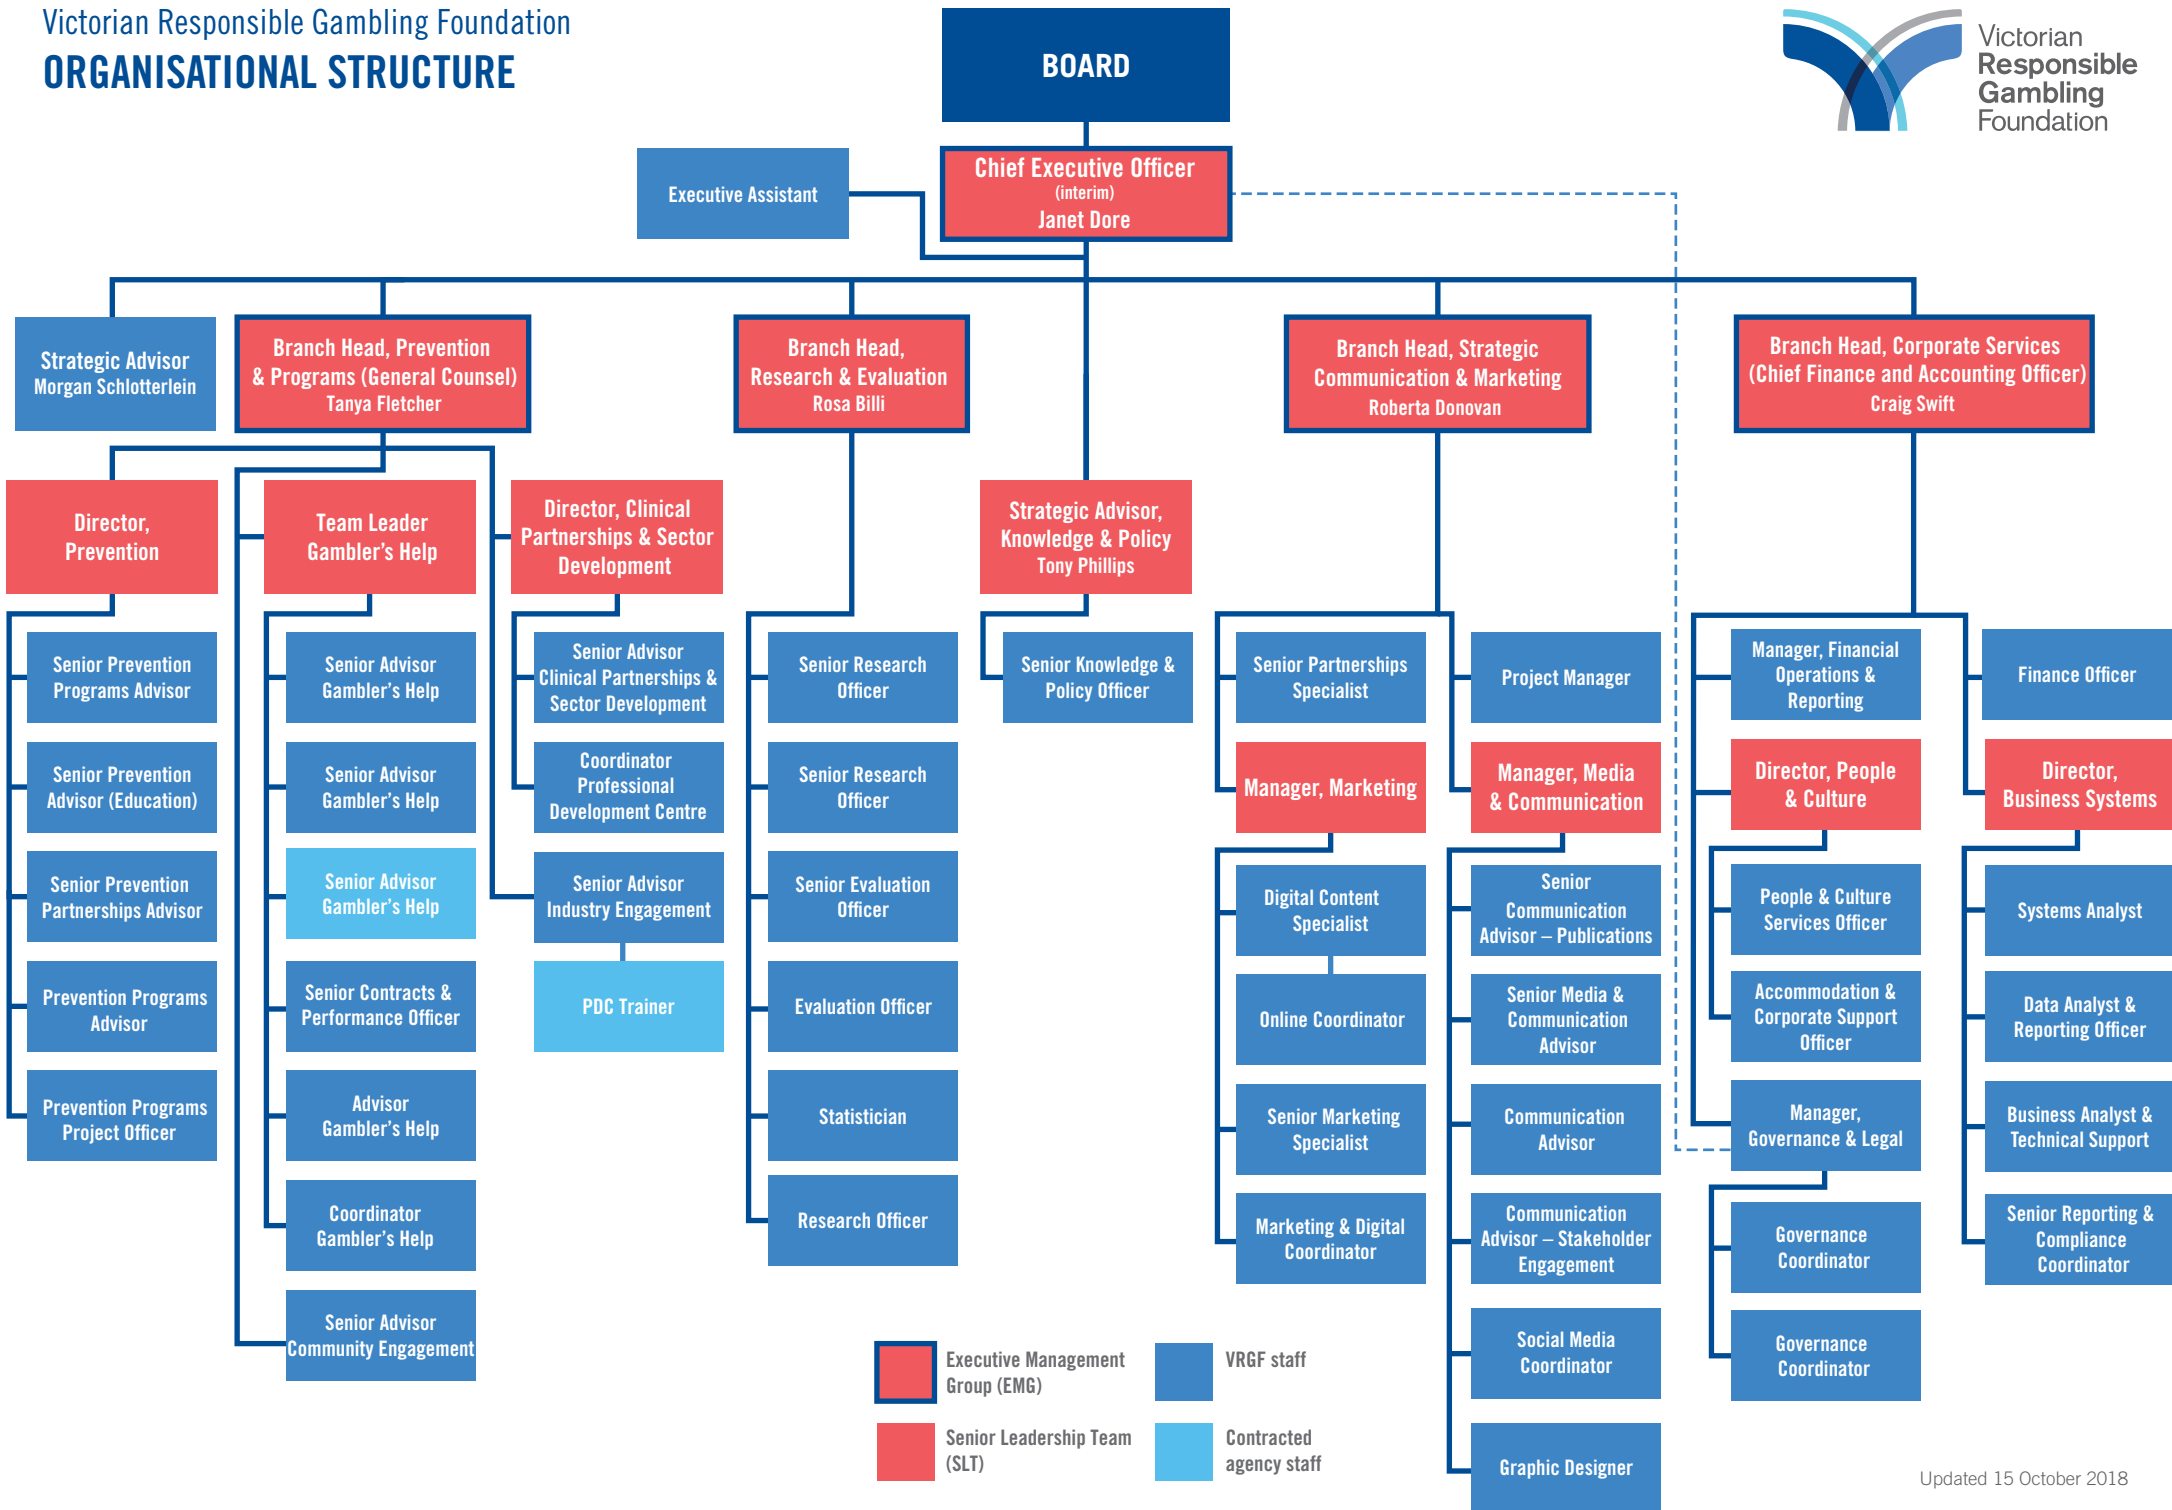 Victorian Responsible Gambling Foundation
ORGANISATIONAL STRUCTURE
Victorian
Responsible
Gambling
Foundation
BOARD
Chief Executive Officer
(interim)
Janet Dore
Executive Assistant
Strategic Advisor
Morgan Schlotterlein
Branch Head, Prevention
& Programs (General Counsel)
Tanya Fletcher
Branch Head,
Research & Evaluation
Rosa Billi
Branch Head, Strategic
Communication & Marketing
Roberta Donovan
Branch Head, Corporate Services
(Chief Finance and Accounting Officer)
Craig Swift
Director,
Prevention
Team Leader
Gambler’s Help
Director, Clinical
Partnerships & Sector
Development
Strategic Advisor,
Knowledge & Policy
Tony Phillips
Senior Prevention
Programs Advisor
Senior Prevention
Advisor (Education)
Senior Prevention
Partnerships Advisor
Prevention Programs
Advisor
Prevention Programs
Project Officer
Senior Advisor
Gambler’s Help
Senior Advisor
Gambler’s Help
Senior Advisor
Gambler’s Help
Senior Contracts &
Performance Officer
Advisor
Gambler’s Help
Coordinator
Gambler’s Help
Senior Advisor
Community Engagement
Senior Advisor
Clinical Partnerships &
Sector Development
Coordinator
Professional
Development Centre
Senior Advisor
Industry Engagement
PDC Trainer
Senior Research
Officer
Senior Research
Officer
Senior Evaluation
Officer
Evaluation Officer
Statistician
Research Officer
Senior Knowledge &
Policy Officer
Senior Partnerships
Specialist
Manager, Marketing
Digital Content
Specialist
Online Coordinator
Senior Marketing
Specialist
Marketing & Digital
Coordinator
Project Manager
Manager, Media
& Communication
Senior
Communication
Advisor – Publications
Senior Media &
Communication
Advisor
Communication
Advisor
Communication
Advisor – Stakeholder
Engagement
Social Media
Coordinator
Graphic Designer
Manager, Financial
Operations &
Reporting
Director, People
& Culture
People & Culture
Services Officer
Accommodation &
Corporate Support
Officer
Manager,
Governance & Legal
Governance
Coordinator
Governance
Coordinator
Finance Officer
Director,
Business Systems
Systems Analyst
Data Analyst &
Reporting Officer
Business Analyst &
Technical Support
Senior Reporting &
Compliance
Coordinator
Executive Management
Group (EMG)
VRGF staff
Senior Leadership Team
(SLT)
Contracted
agency staff
Updated 15 October 2018